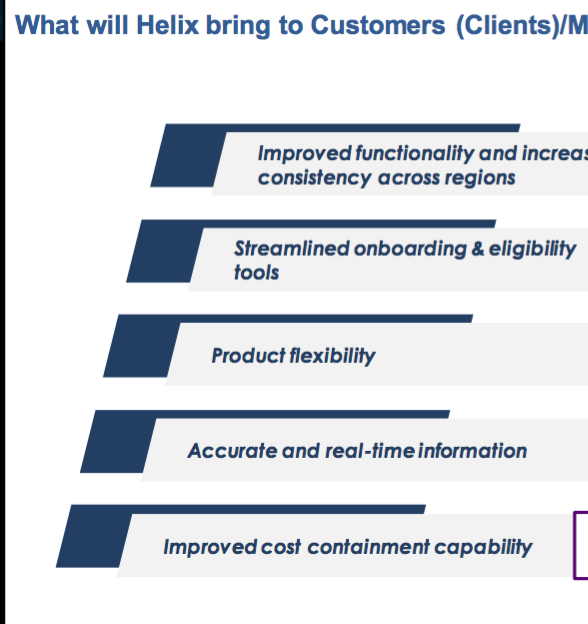 What will Helix bring to Customers (Clients)/M
Improved functionality and increas
consistency across regions
Streamlined onboarding & eligibility
tools
Product flexibility
Accurate and real-time information
Improved cost containment capability